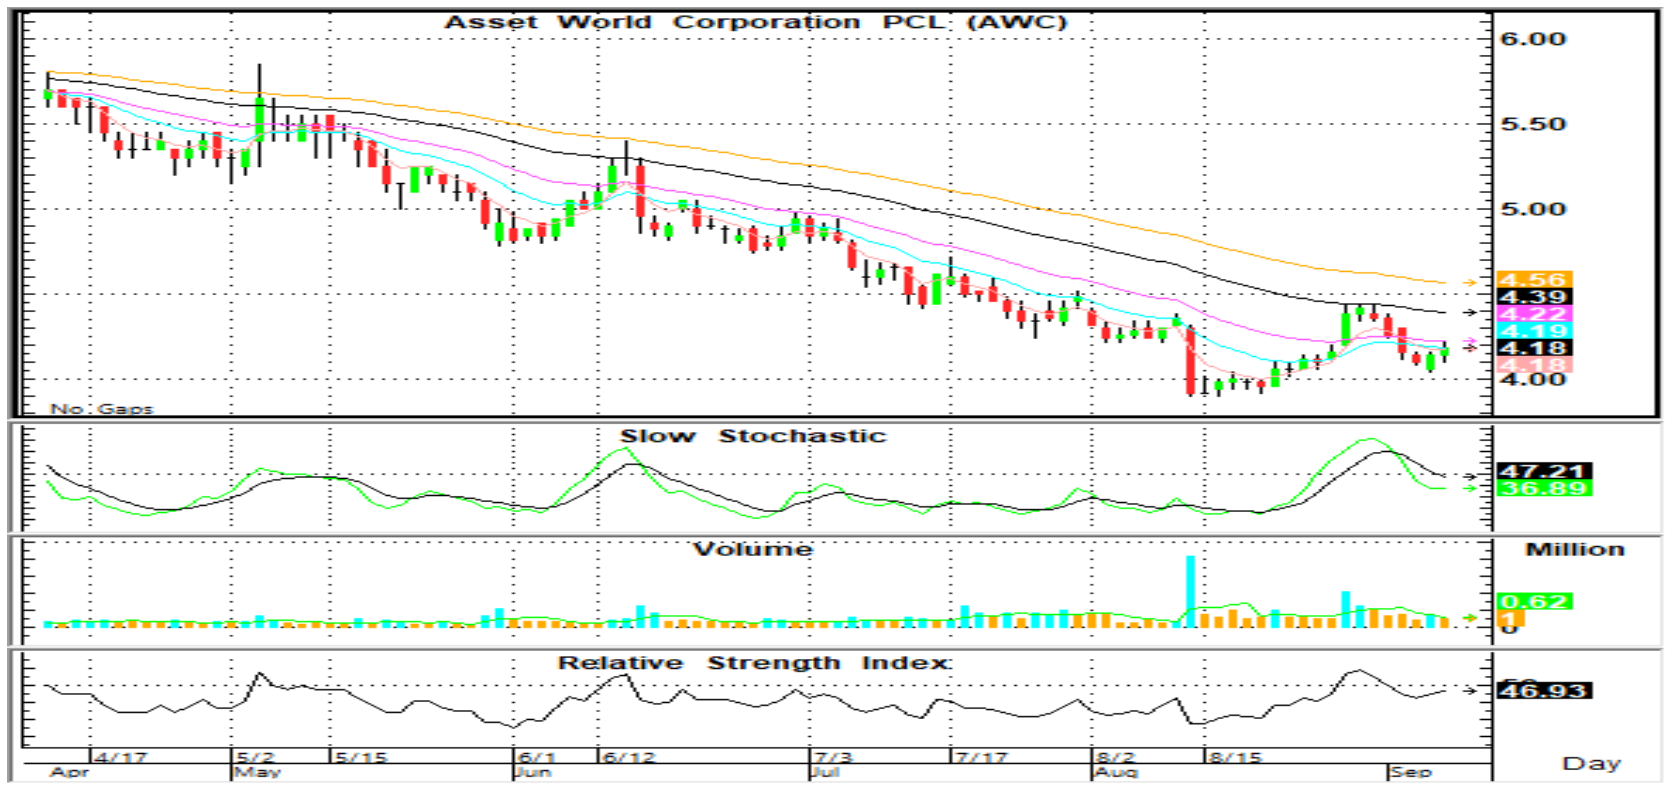 Asset World Corporation PCL (AWC)
6.00
5.50
5.00
4.56
4.39
4.22
4.19
4.18
4.18
4.00
No Gaps
Slow Stochastic
47.21
36.89
Volume
Million
0.62
1
0
Relative Strength Index
46.93
4/17
5/2
5/15
6/1
6/12
7/3
7/17
8/2
8/15
Day
Apr
May
Jun
Jul
Aug
Sep